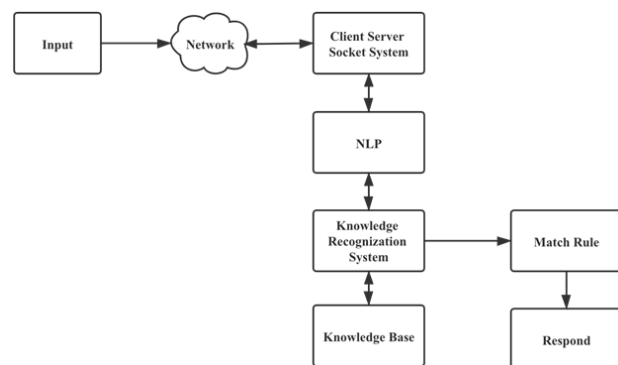 Input
Network
Client Server
Socket System
NLP
Knowledge
Recognization
System
Match Rule
Knowledge Base
Respond